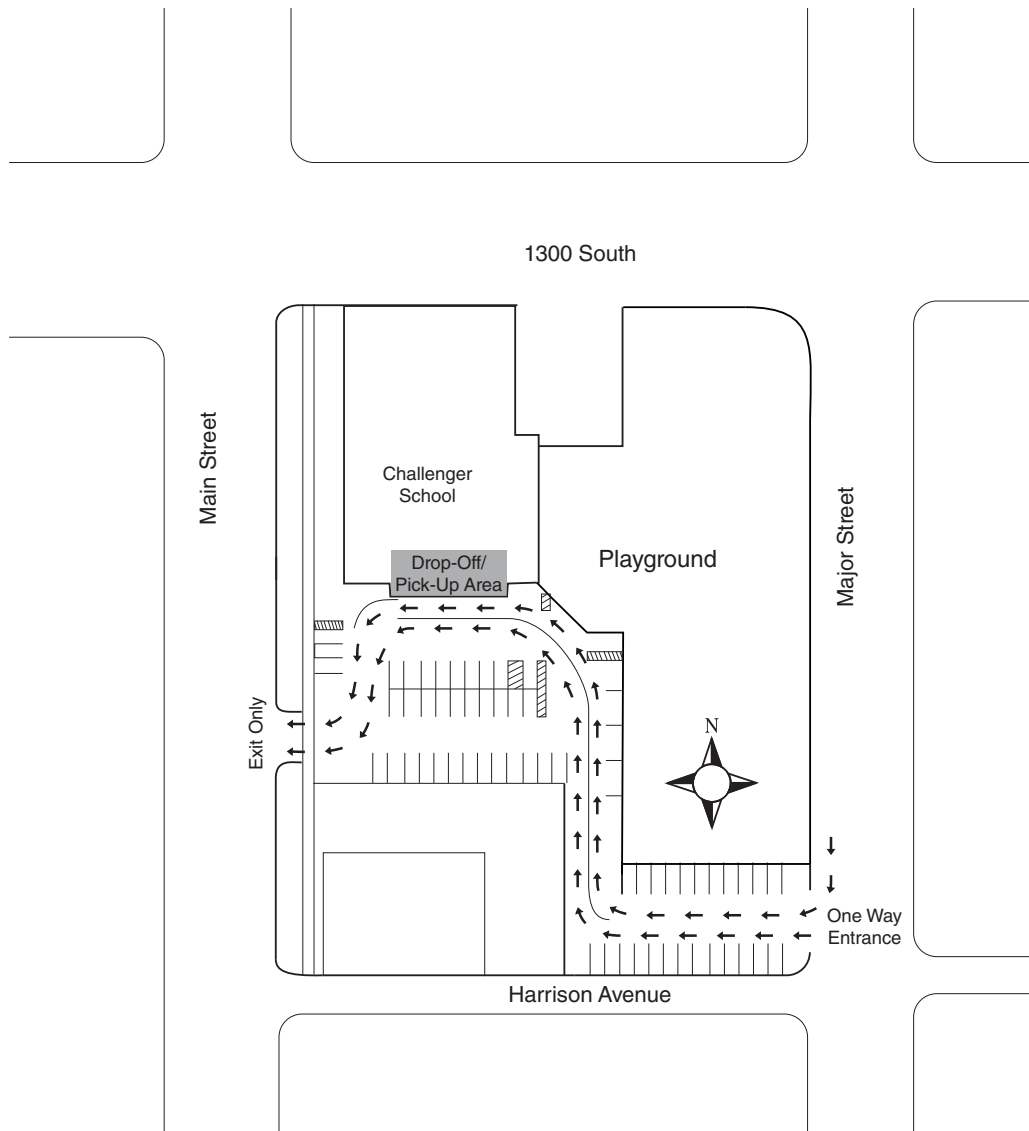 1300 South
Main Street
Challenger
School
Drop-Off/
Pick-Up Area
Playground
Major Street
Exit Only
N
One Way
Entrance
Harrison Avenue